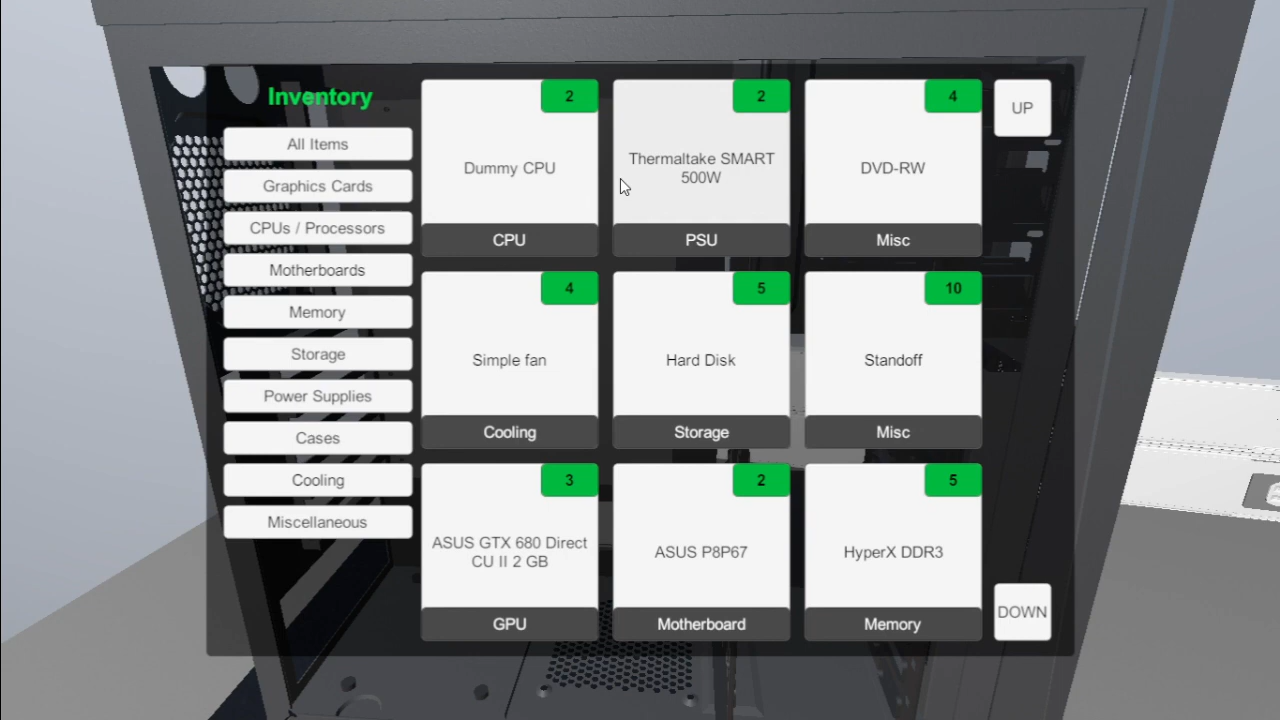 Inventory
All Items
Graphics Cards
CPUs / Processors
Motherboards
Memory
Storage
Power Supplies
Cases
Cooling
Miscellaneous
2
Dummy CPU
CPU
2
Thermaltake SMART
500W
PSU
4
DVD-RW
Misc
4
Simple fan
Cooling
5
Hard Disk
Storage
10
Standoff
Misc
3
ASUS GTX 680 Direct
CU II 2 GB
GPU
2
ASUS P8P67
Motherboard
5
HyperX DDR3
Memory
UP
DOWN